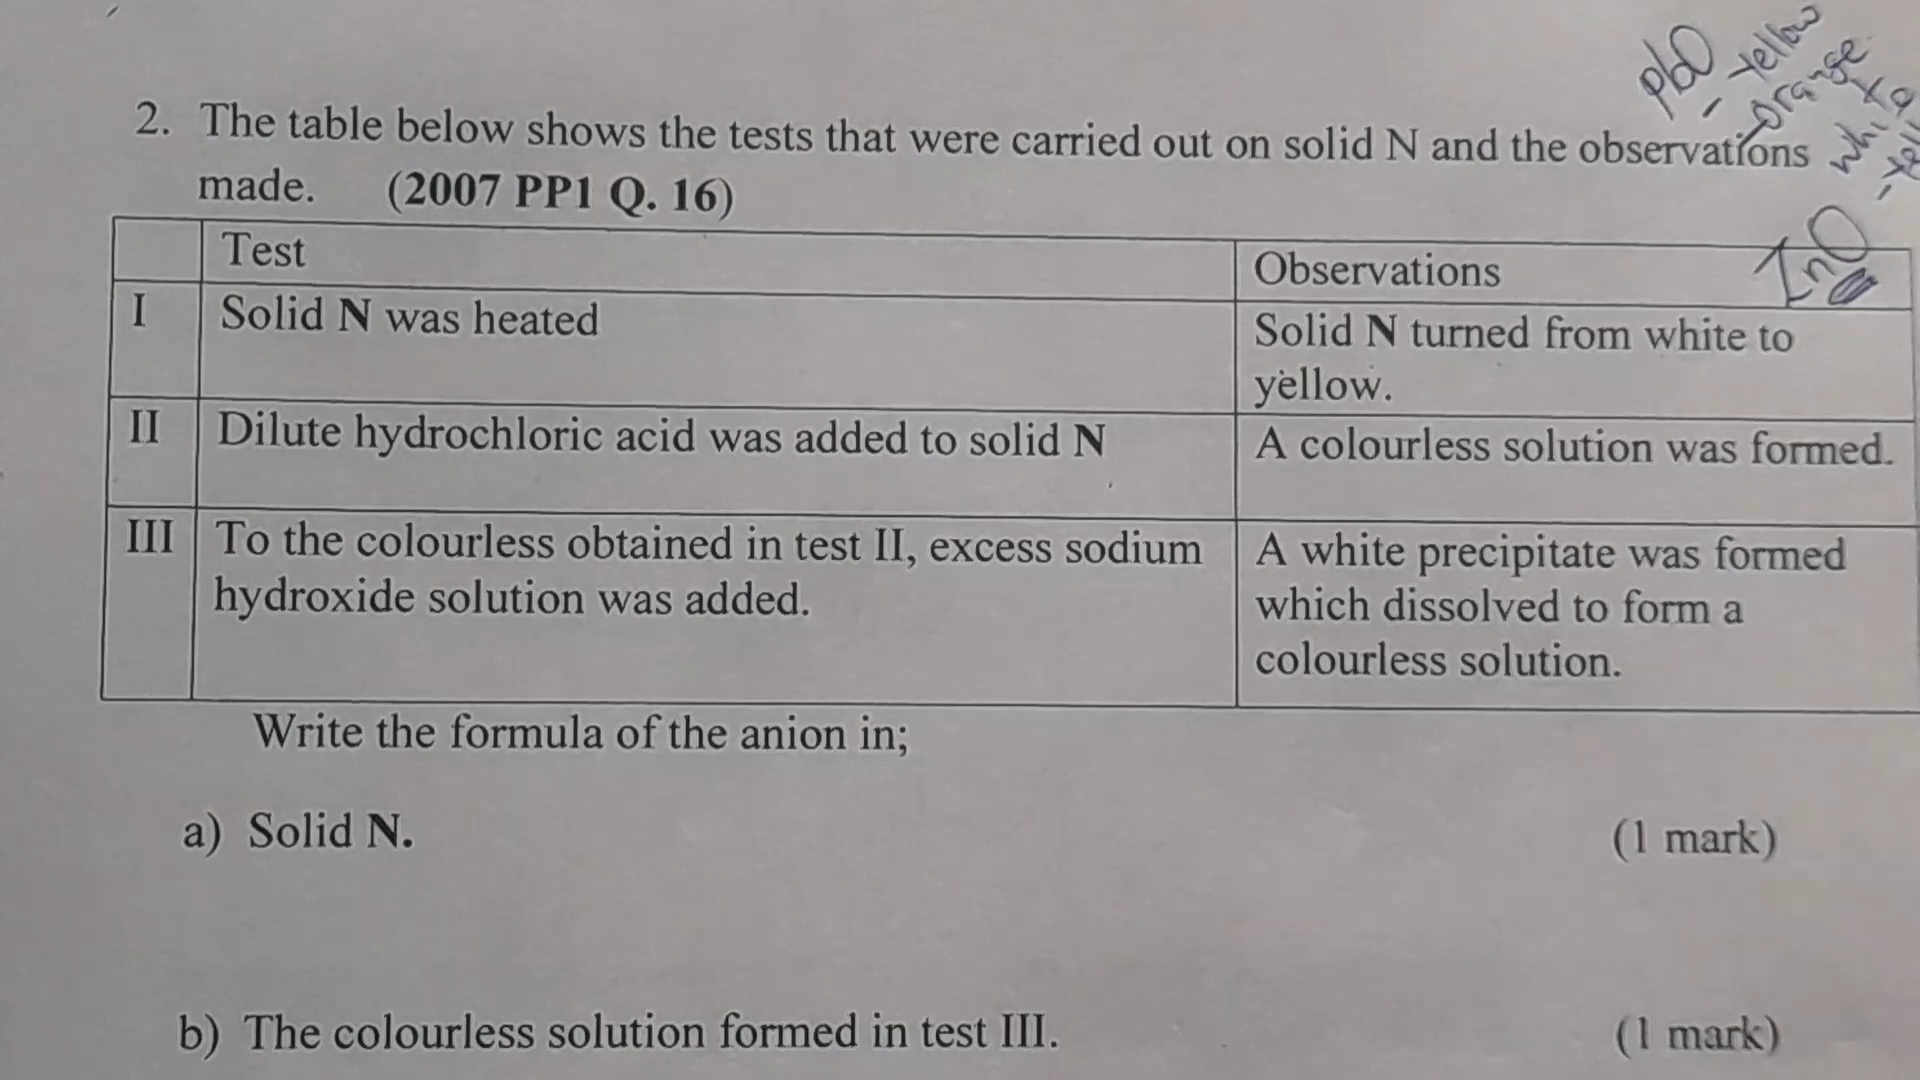 PbO
- Yellow
orange
2. The table below shows the tests that were carried out on solid N and the observations
made. (2007 PP1 Q. 16)
ZnO
Test
Observations
I
Solid N was heated
Solid N turned from white to
yellow.
II
Dilute hydrochloric acid was added to solid N
A colourless solution was formed.
III
To the colourless obtained in test II, excess sodium
hydroxide solution was added.
A white precipitate was formed
which dissolved to form a
colourless solution.
Write the formula of the anion in;
a) Solid N. (1 mark)
b) The colourless solution formed in test III. (1 mark)